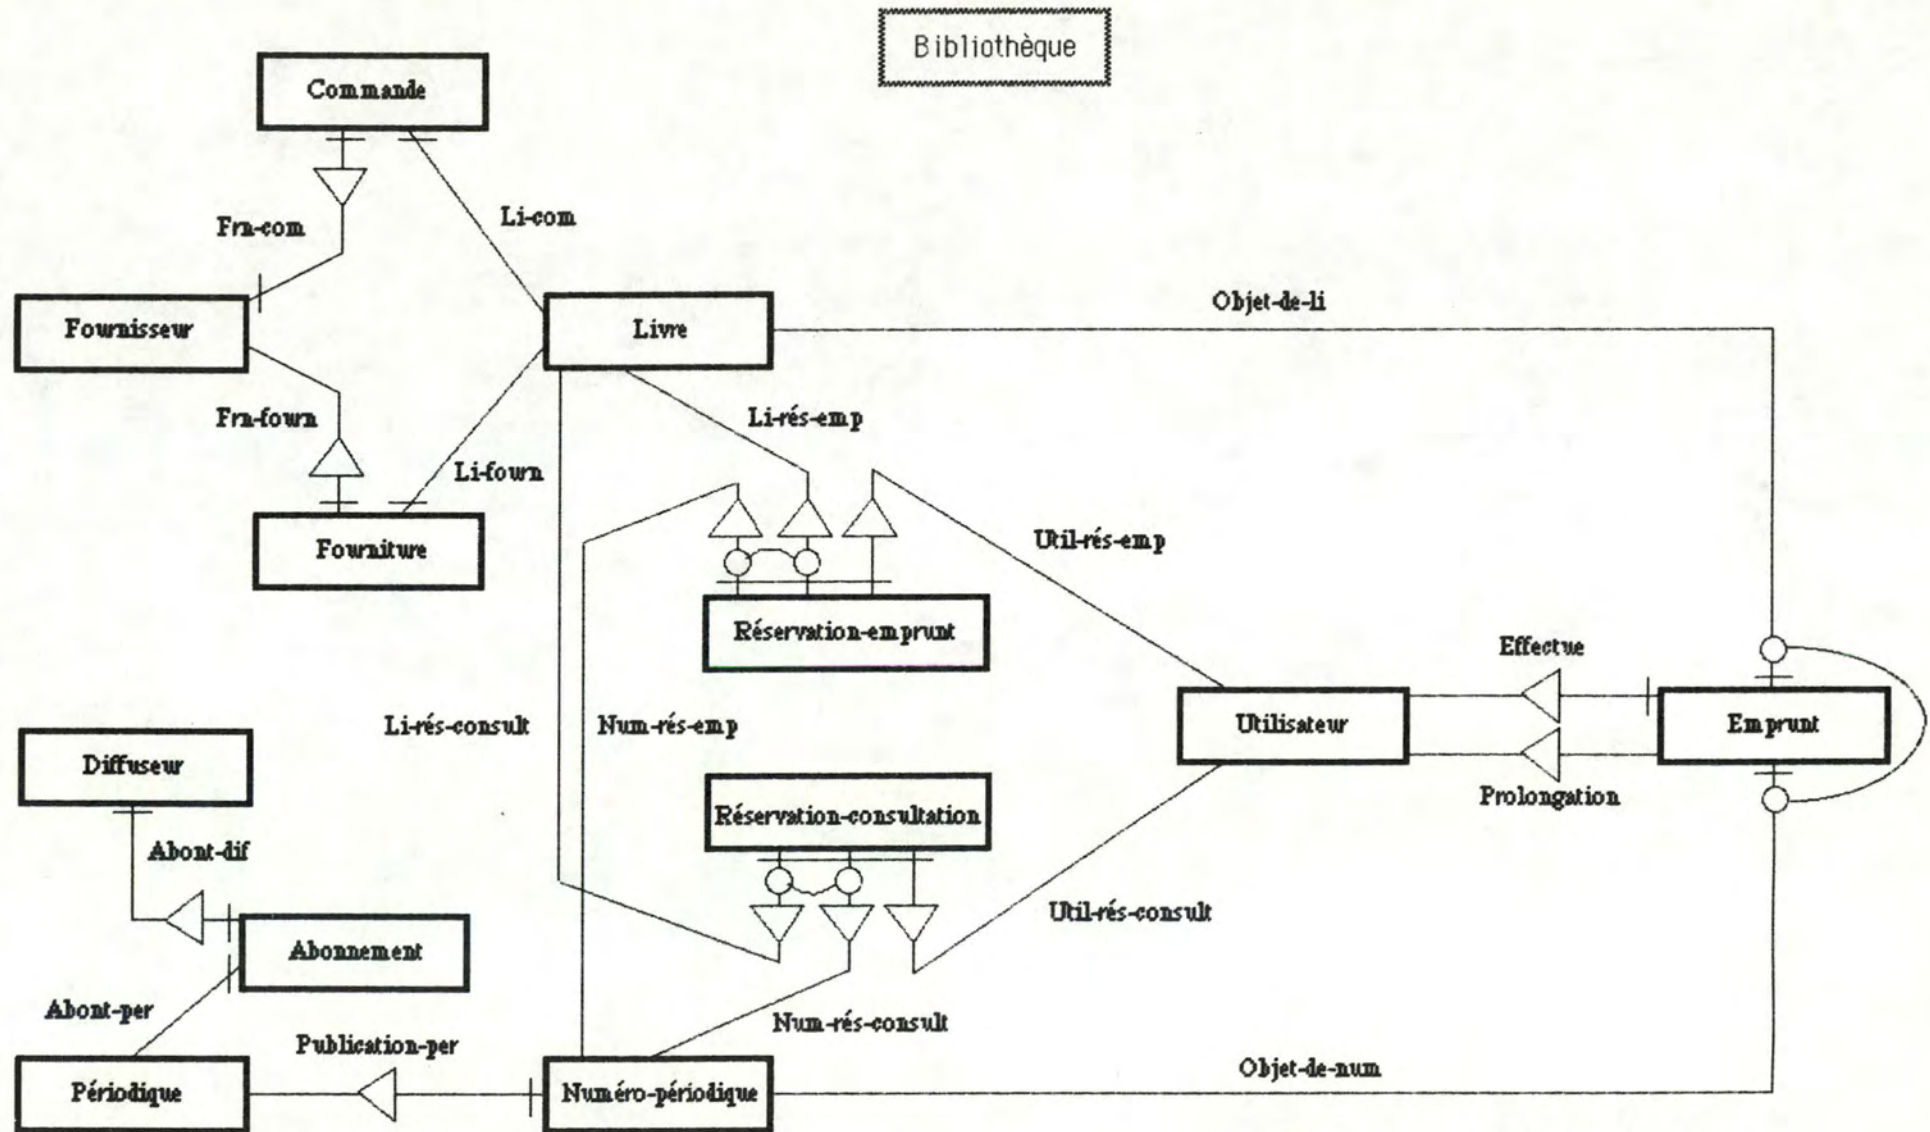 Bibliothèque
Commande
Frn-com
Li-com
Fournisseur
Livre
Objet-de-li
Frn-fourn
Li-fourn
Li-rés-emp
Fourniture
Util-rés-emp
Réservation-emprunt
Effectue
Li-rés-consult
Num-rés-emp
Utilisateur
Emprunt
Diffuseur
Prolongation
Réservation-consultation
Abont-dif
Util-rés-consult
Abonnement
Abont-per
Num-rés-consult
Publication-per
Objet-de-num
Périodique
Numéro-périodique